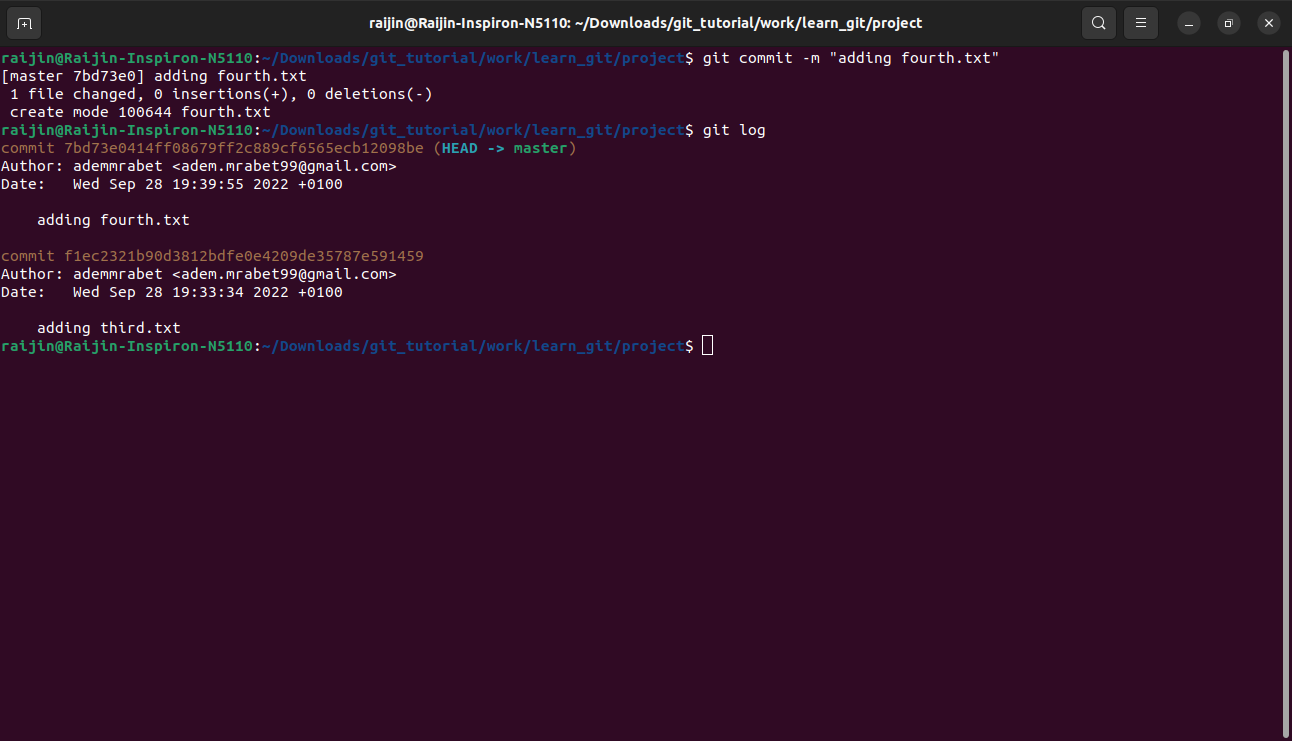 raijin@Raijin-Inspiron-N5110: ~/Downloads/git_tutorial/work/learn_git/project
raijin@Raijin-Inspiron-N5110:~/Downloads/git_tutorial/work/learn_git/project$ git commit -m "adding fourth.txt"
[master 7bd73e0] adding fourth.txt
 1 file changed, 0 insertions(+), 0 deletions(-)
 create mode 100644 fourth.txt
raijin@Raijin-Inspiron-N5110:~/Downloads/git_tutorial/work/learn_git/project$ git log
commit 7bd73e0414ff08679ff2c889cf6565ecb12098be (HEAD -> master)
Author: ademmrabet <adem.mrabet99@gmail.com>
Date:   Wed Sep 28 19:39:55 2022 +0100

    adding fourth.txt

commit f1ec2321b90d3812bdfe0e4209de35787e591459
Author: ademmrabet <adem.mrabet99@gmail.com>
Date:   Wed Sep 28 19:33:34 2022 +0100

    adding third.txt
raijin@Raijin-Inspiron-N5110:~/Downloads/git_tutorial/work/learn_git/project$